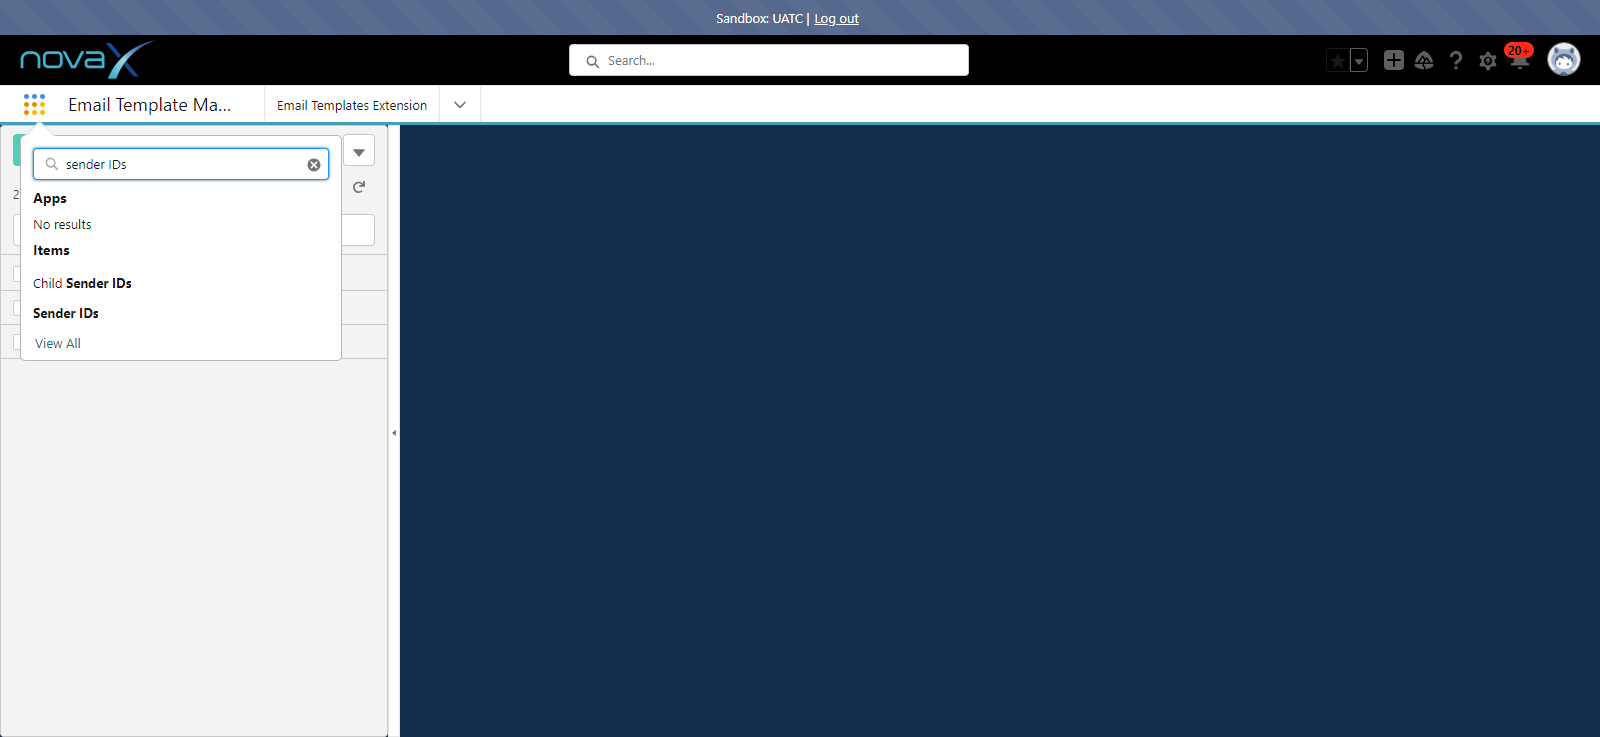 Sandbox: UATC | Log out
novaX
Search...
20+
Email Template Ma...
Email Templates Extension
sender IDs
2
Apps
No results
Items
Child Sender IDs
Sender IDs
View All